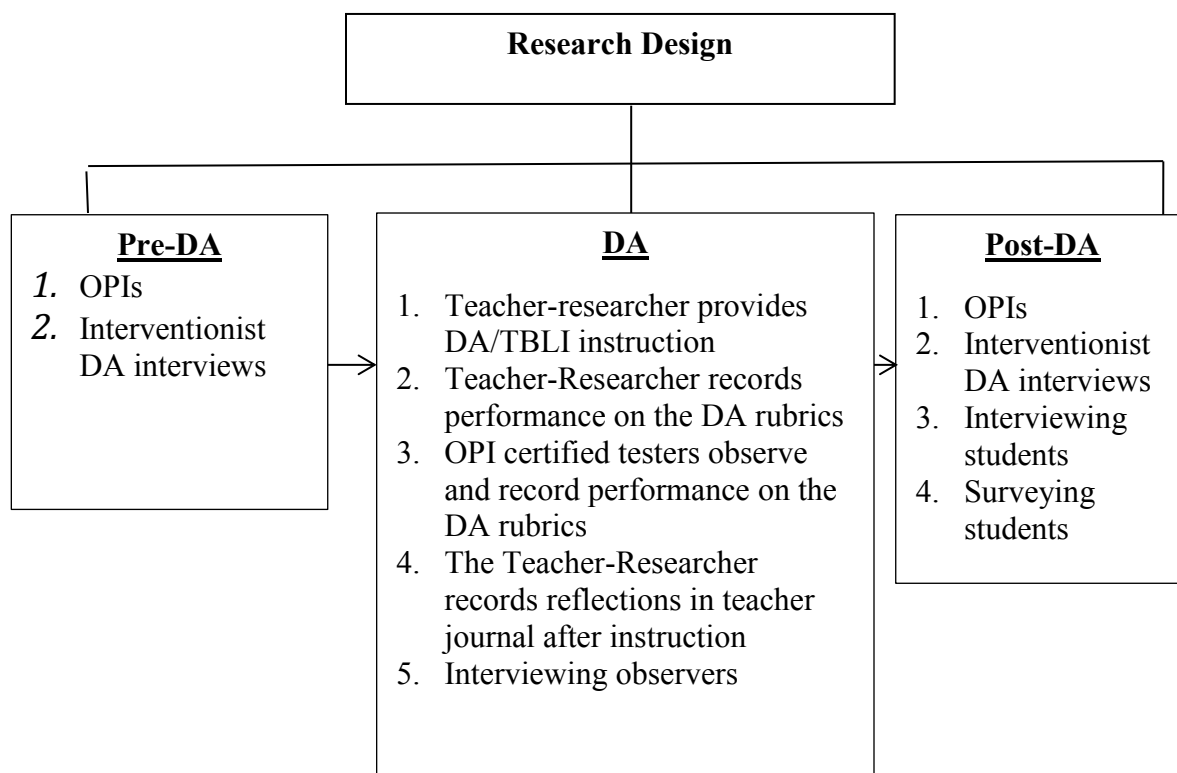 Research Design
Pre-DA
1. OPIs
2. Interventionist
DA interviews
DA
1. Teacher-researcher provides
DA/TBLI instruction
2. Teacher-Researcher records
performance on the DA rubrics
3. OPI certified testers observe
and record performance on the
DA rubrics
4. The Teacher-Researcher
records reflections in teacher
journal after instruction
5. Interviewing observers
Post-DA
1. OPIs
2. Interventionist
DA interviews
3. Interviewing
students
4. Surveying
students